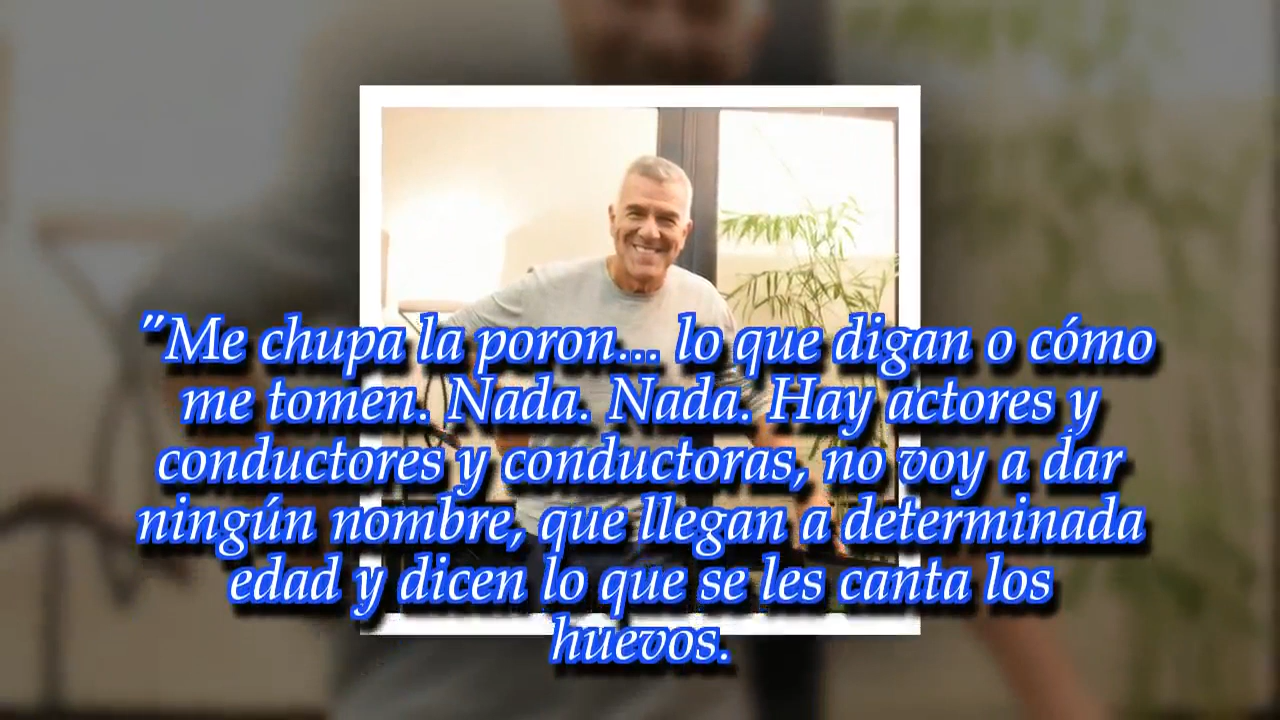 "Me chupa la poron... lo que digan o cómo
me tomen. Nada. Nada. Hay actores y
conductores y conductoras, no voy a dar
ningún nombre, que llegan a determinada
edad y dicen lo que se les canta los
huevos.